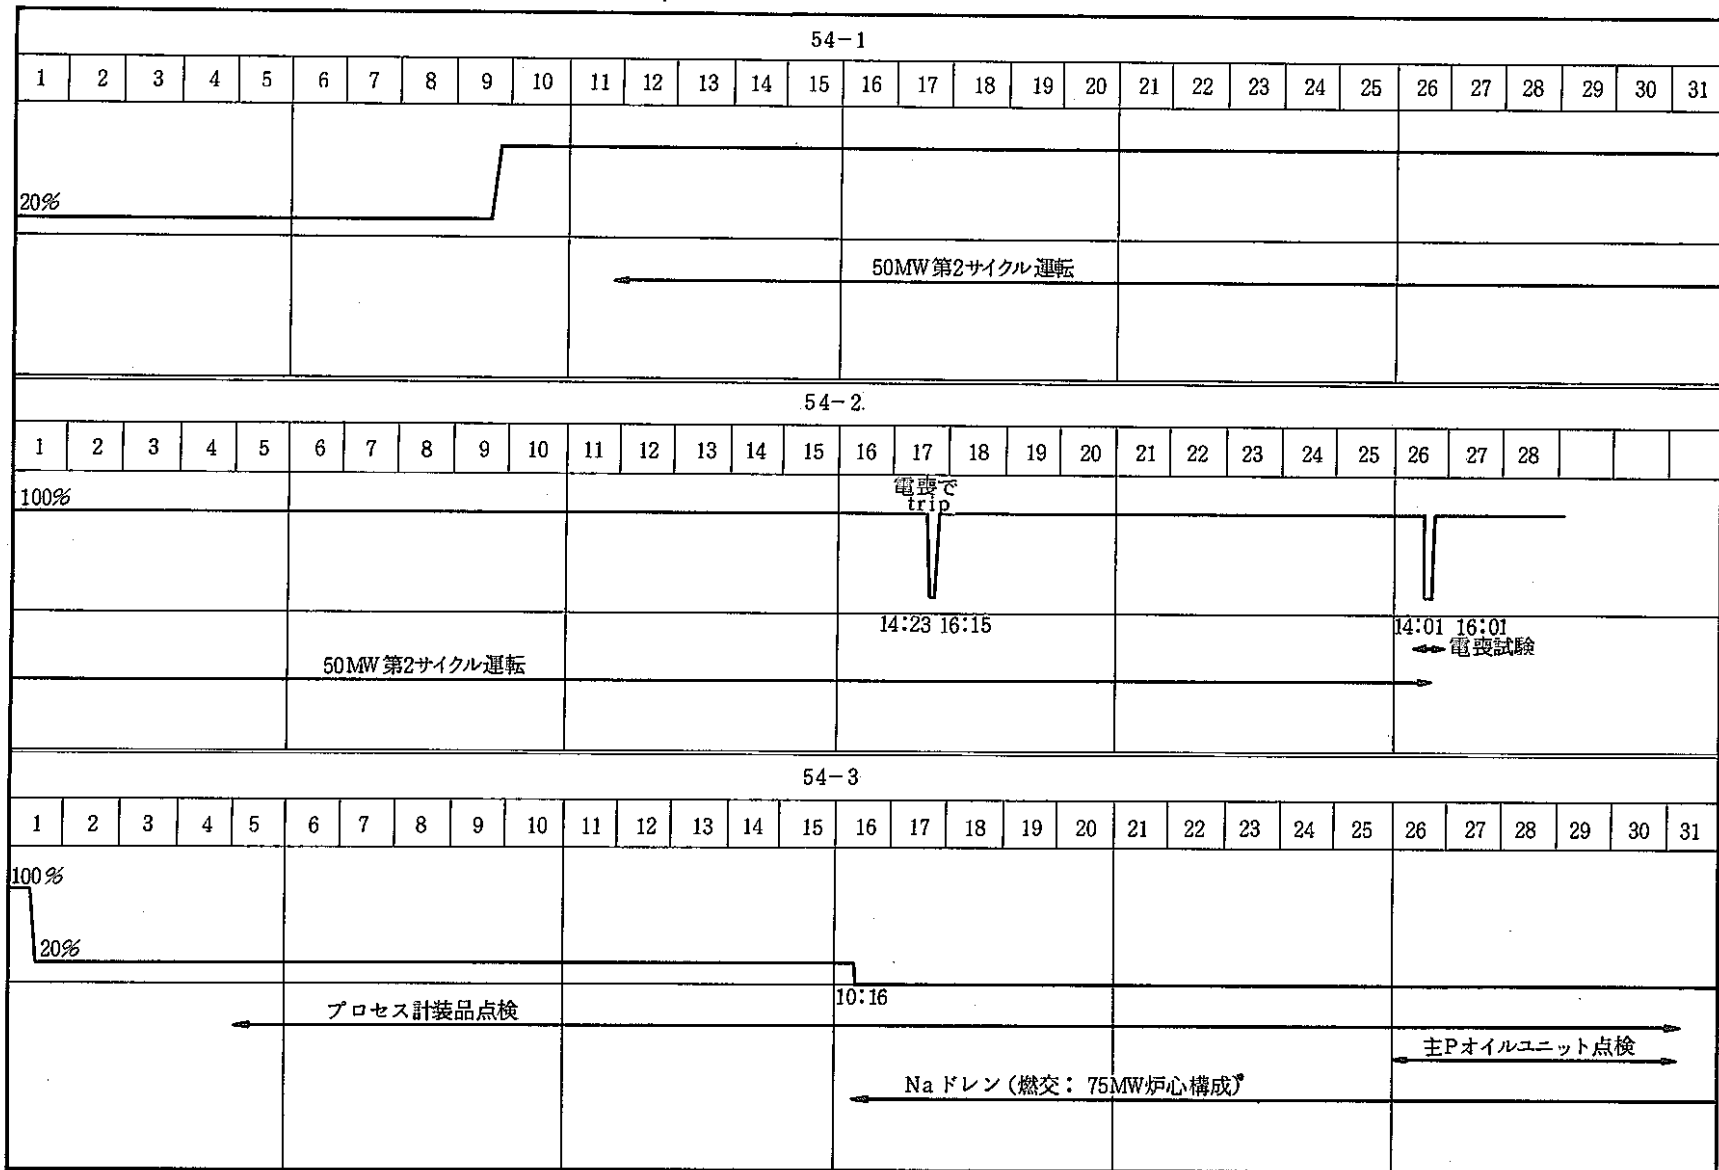 54-1
1 2 3 4 5 6 7 8 9 10 11 12 13 14 15 16 17 18 19 20 21 22 23 24 25 26 27 28 29 30 31
20%
50MW第2サイクル運転
54-2
1 2 3 4 5 6 7 8 9 10 11 12 13 14 15 16 17 18 19 20 21 22 23 24 25 26 27 28
100%
電喪で
trip
14:23 16:15
14:01 16:01
電喪試験
50MW第2サイクル運転
54-3
1 2 3 4 5 6 7 8 9 10 11 12 13 14 15 16 17 18 19 20 21 22 23 24 25 26 27 28 29 30 31
100%
20%
10:16
プロセス計装品点検
主Pオイルユニット点検
Naドレン(燃交:75MW炉心構成)